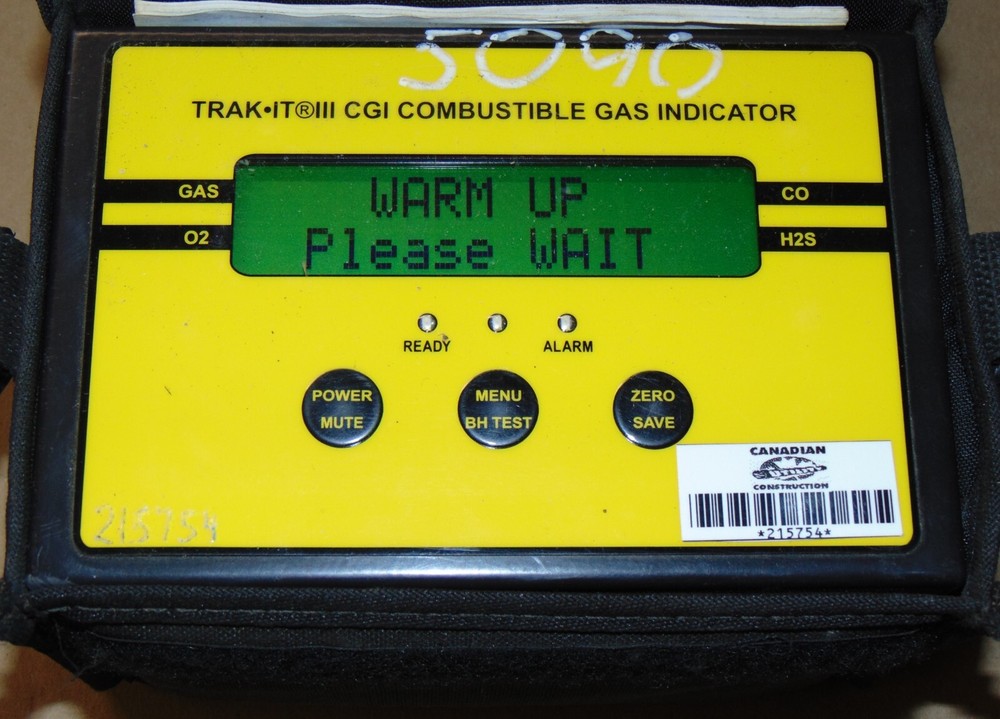 5090
TRAK•iT®III CGI COMBUSTIBLE GAS INDICATOR
GAS
CO
O2
H2S
WARM UP
Please WAIT
READY
ALARM
POWER
MUTE
MENU
BH TEST
ZERO
SAVE
CANADIAN
UTILITY
CONSTRUCTION
*215754*
215754